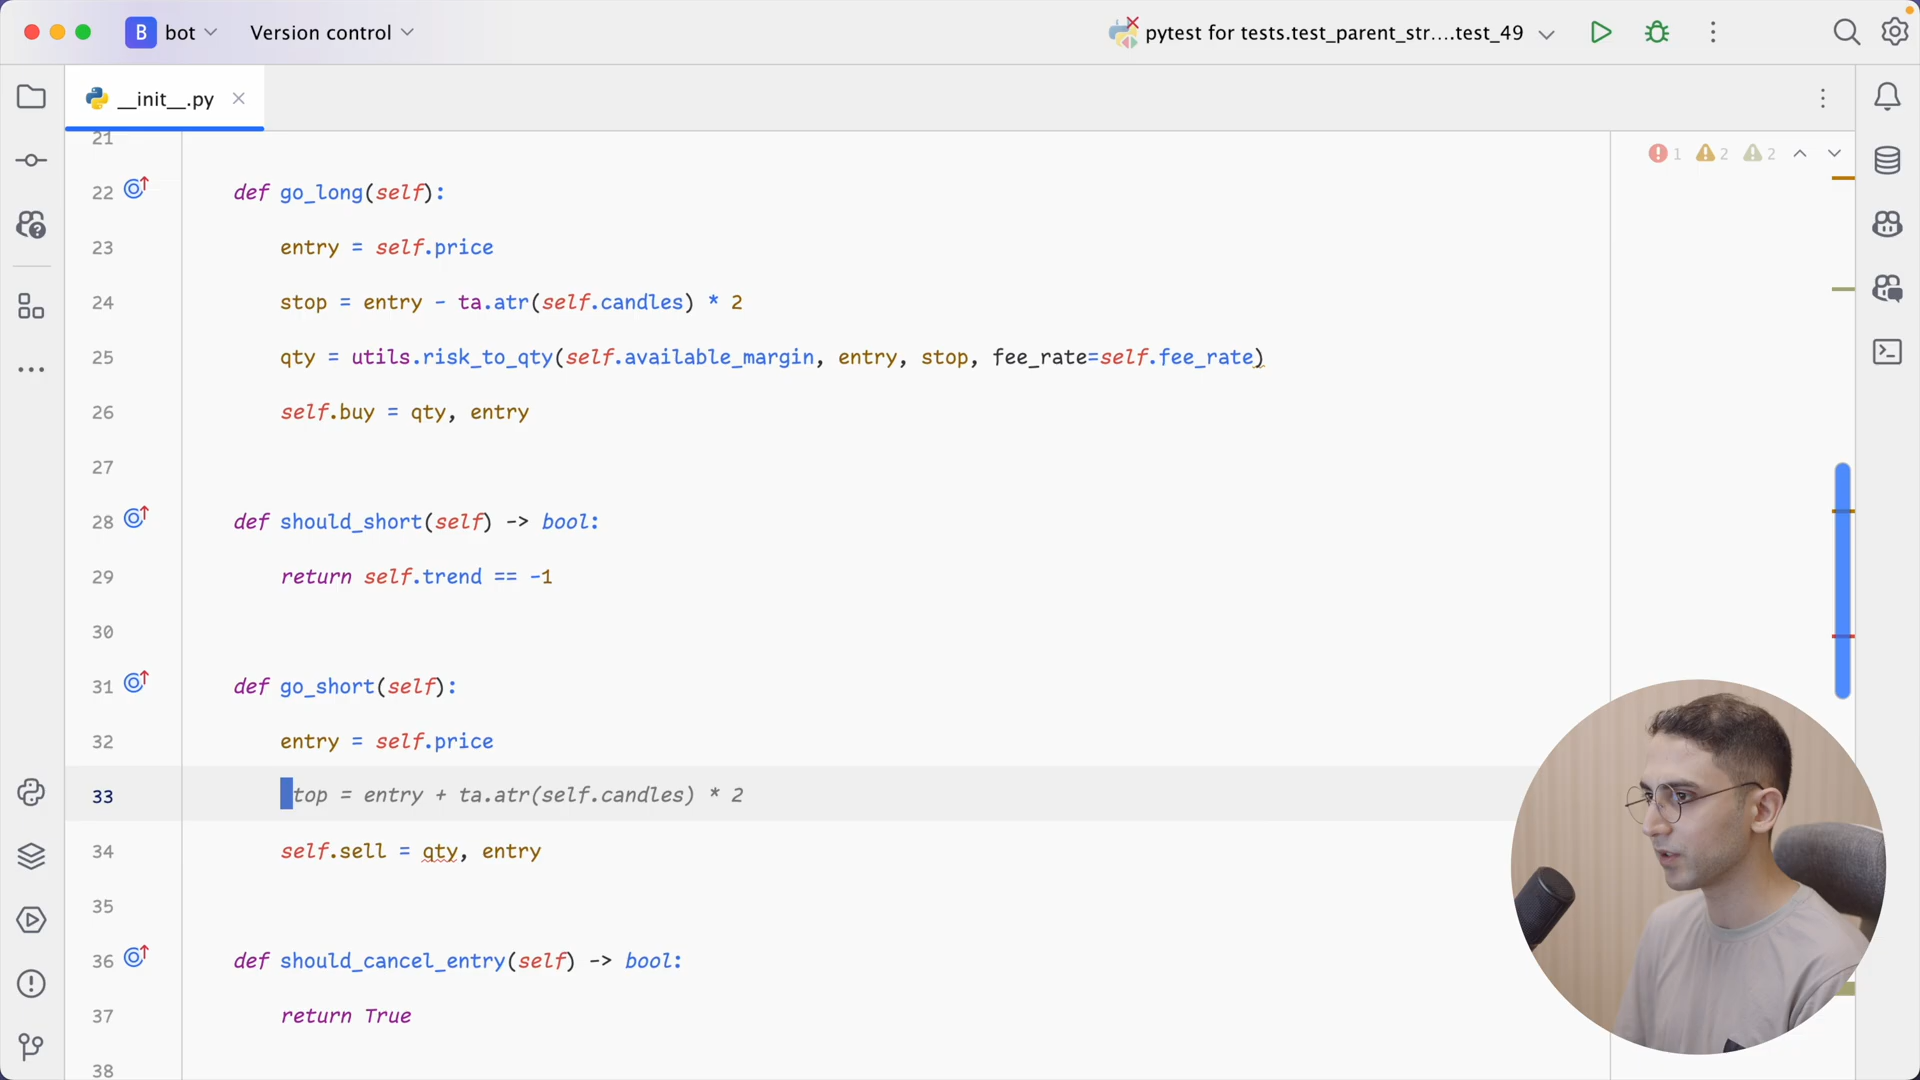 B bot Version control pytest for tests.test_parent_str....test_49
__init__.py
1 2 2
21
22 def go_long(self):
23 entry = self.price
24 stop = entry - ta.atr(self.candles) * 2
25 qty = utils.risk_to_qty(self.available_margin, entry, stop, fee_rate=self.fee_rate)
26 self.buy = qty, entry
27
28 def should_short(self) -> bool:
29 return self.trend == -1
30
31 def go_short(self):
32 entry = self.price
33 top = entry + ta.atr(self.candles) * 2
34 self.sell = qty, entry
35
36 def should_cancel_entry(self) -> bool:
37 return True
38